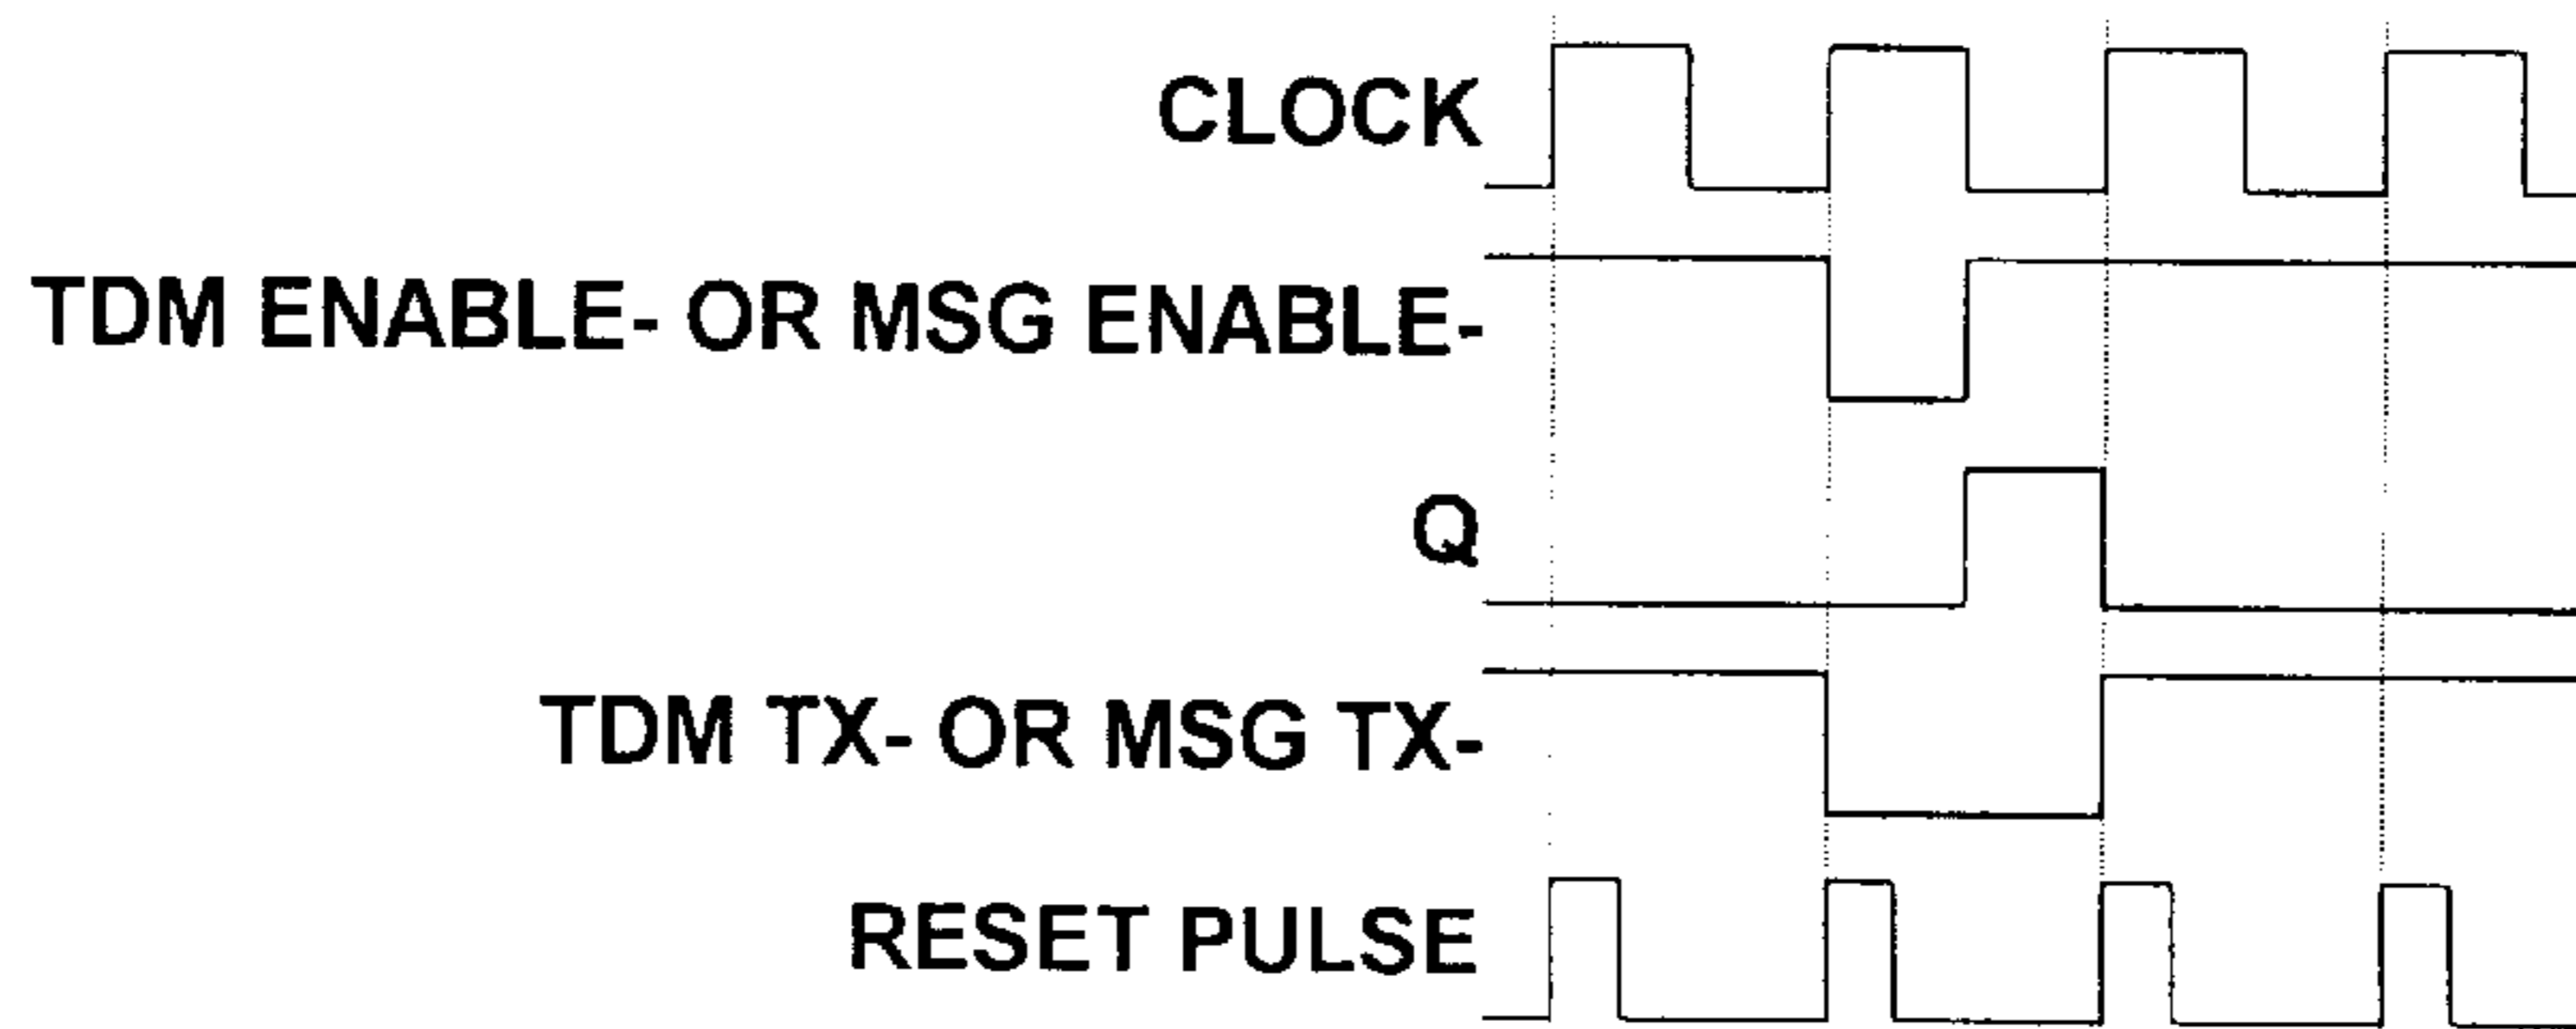 CLOCK
TDM ENABLE- OR MSG ENABLE-
Q
TDM TX- OR MSG TX-
RESET PULSE